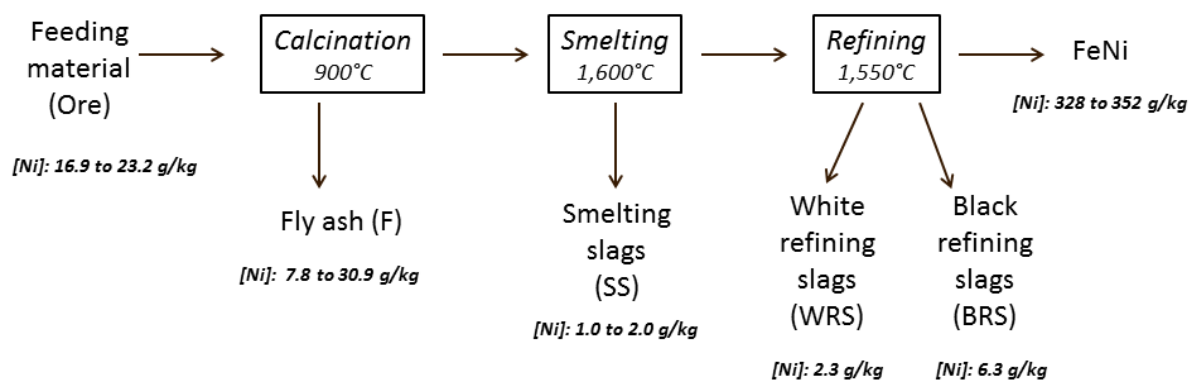 Feeding
material
(Ore)
[Ni]: 16.9 to 23.2 g/kg
Calcination
900°C
Smelting
1,600°C
Refining
1,550°C
FeNi
[Ni]: 328 to 352 g/kg
Fly ash (F)
[Ni]: 7.8 to 30.9 g/kg
Smelting
slags
(SS)
[Ni]: 1.0 to 2.0 g/kg
White
refining
slags
(WRS)
[Ni]: 2.3 g/kg
Black
refining
slags
(BRS)
[Ni]: 6.3 g/kg